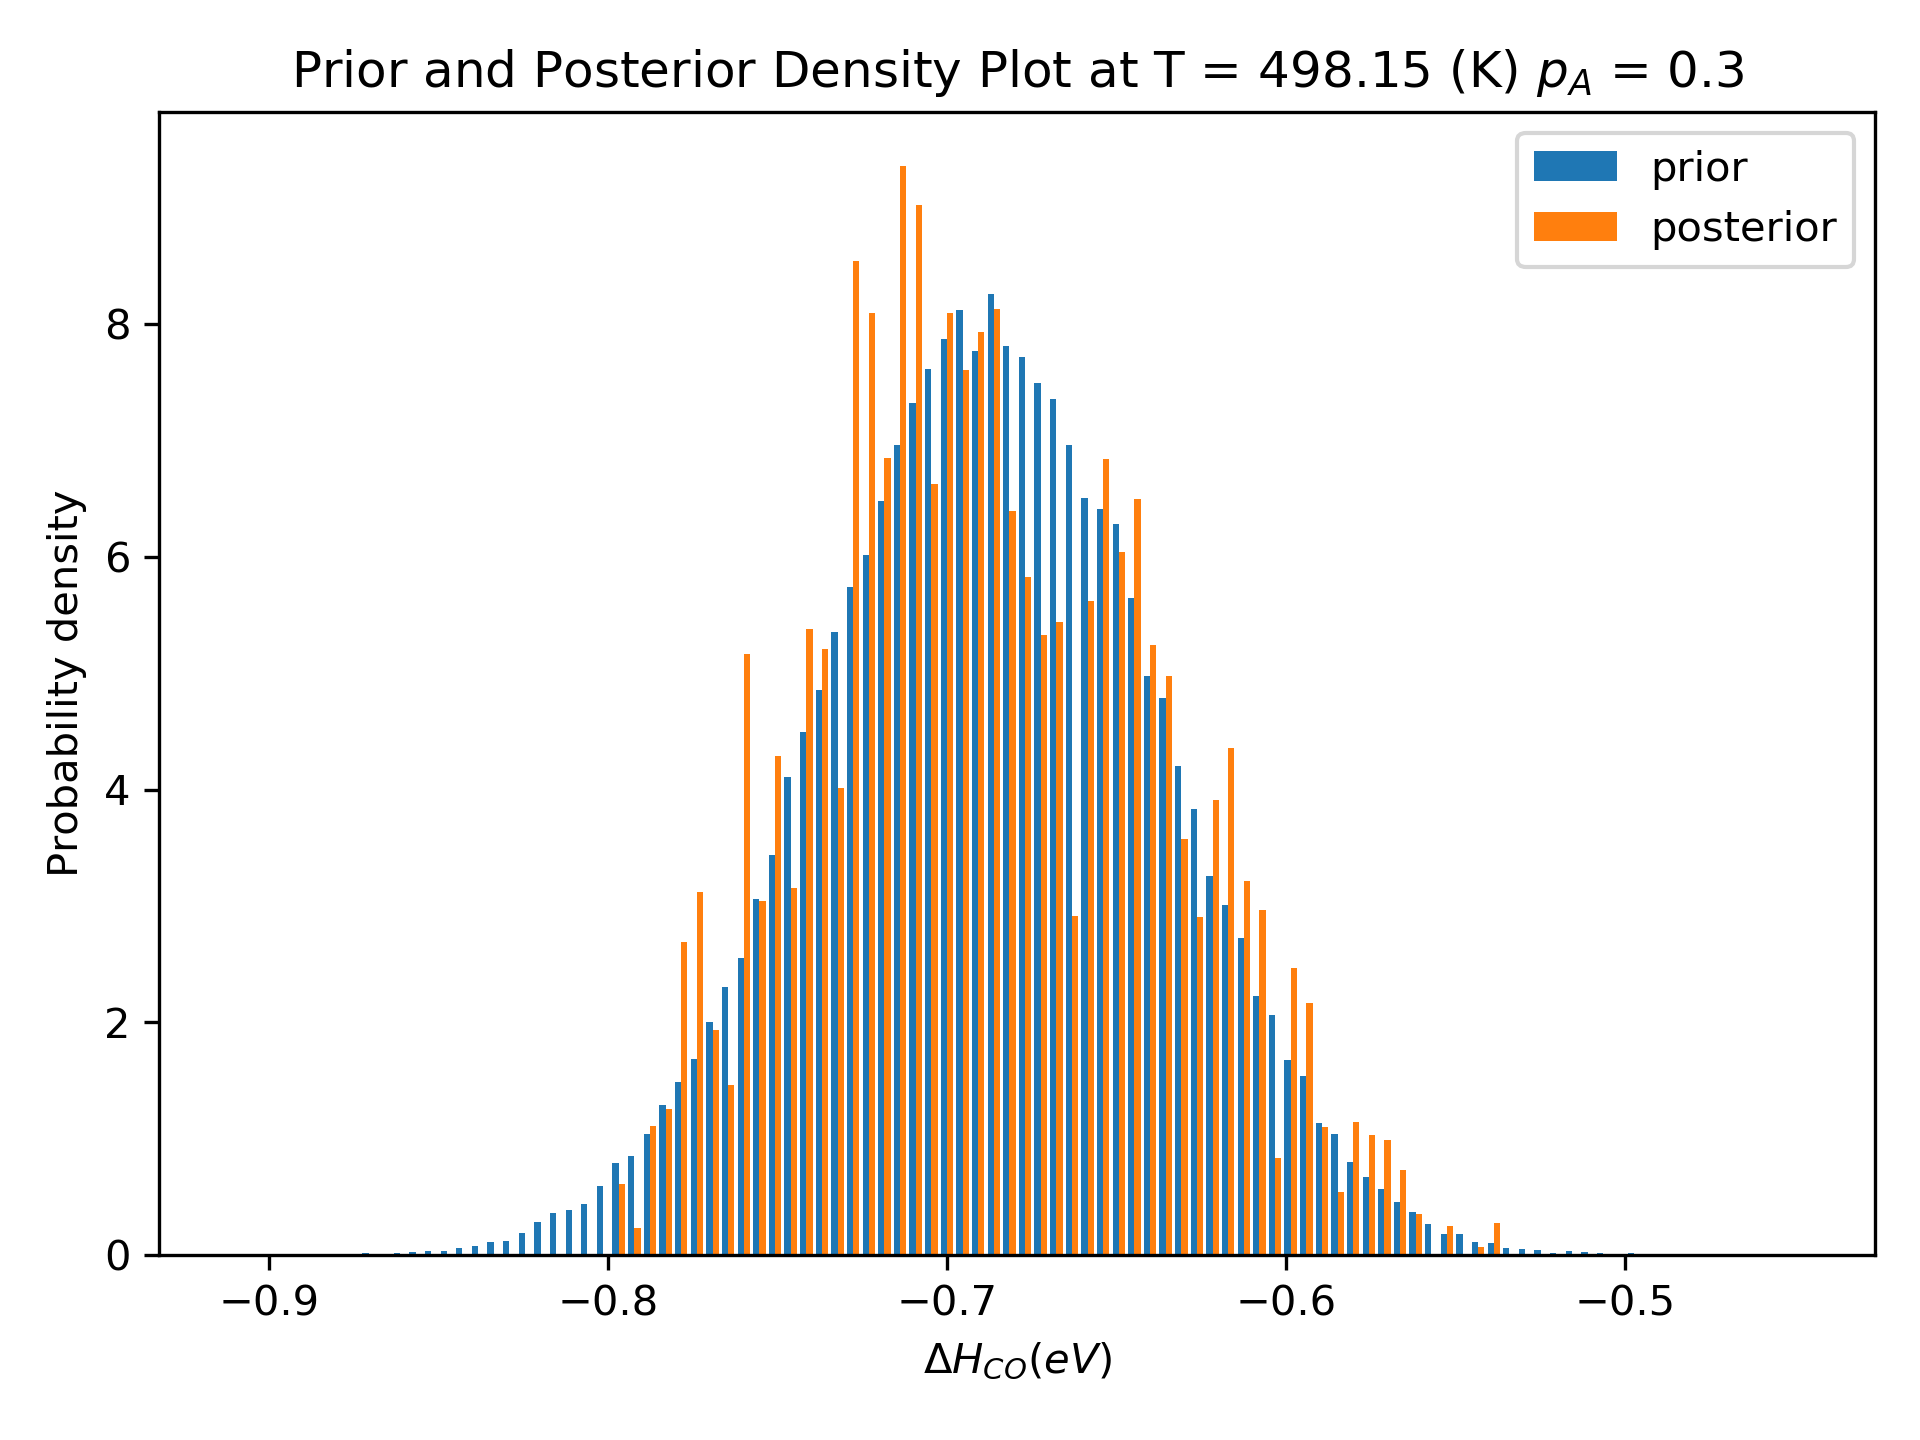 Prior and Posterior Density Plot at T = 498.15 (K) p_A = 0.3
prior
posterior
Probability density
8
6
4
2
0
−0.9 −0.8 −0.7 −0.6 −0.5
ΔH_CO(eV)